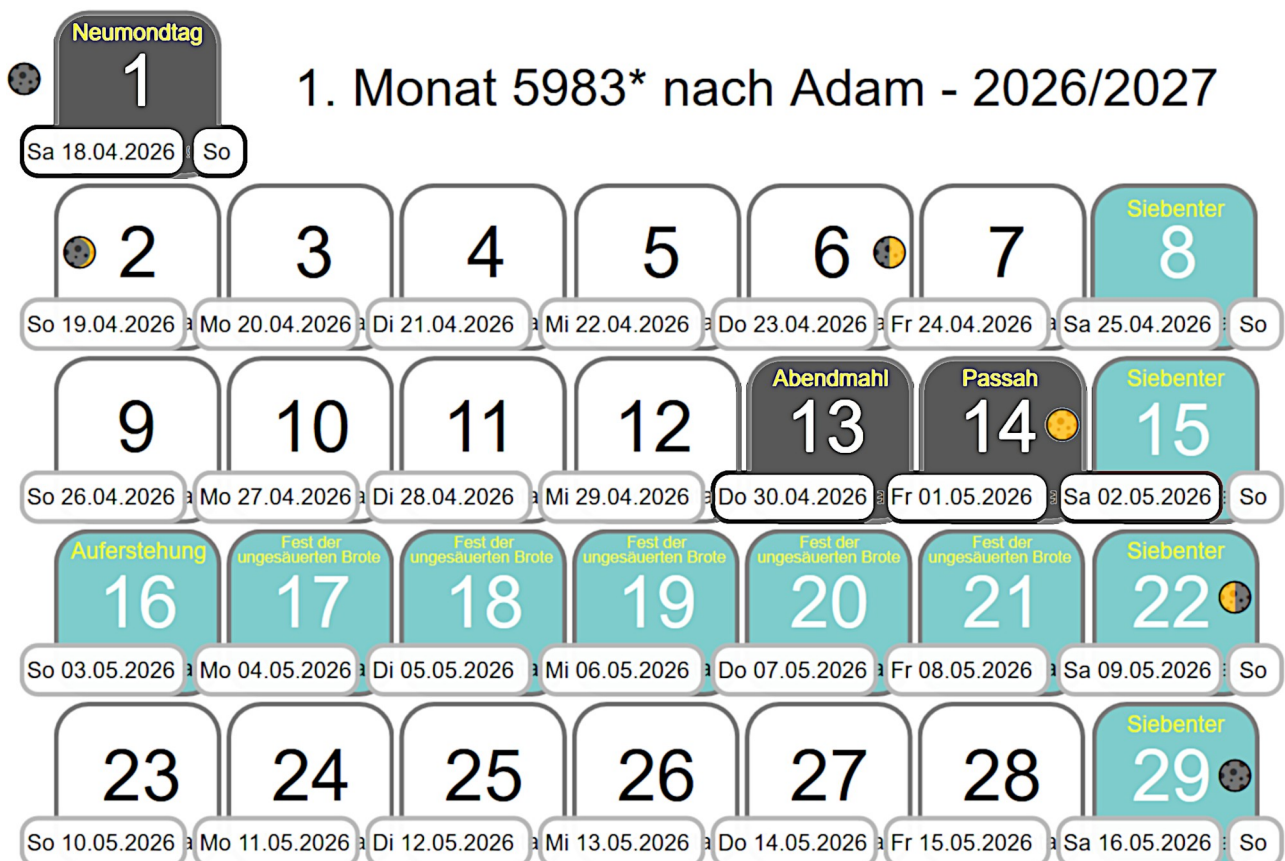 Neumondtag
1
1. Monat 5983* nach Adam - 2026/2027
Sa 18.04.2026 So
Siebenter
2 3 4 5 6 7 8
So 19.04.2026 Mo 20.04.2026 Di 21.04.2026 Mi 22.04.2026 Do 23.04.2026 Fr 24.04.2026 Sa 25.04.2026 So
Abendmahl Passah Siebenter
9 10 11 12 13 14 15
So 26.04.2026 Mo 27.04.2026 Di 28.04.2026 Mi 29.04.2026 Do 30.04.2026 Fr 01.05.2026 Sa 02.05.2026 So
Auferstehung Fest der Fest der Fest der Fest der Fest der Siebenter
ungesäuerten Brote ungesäuerten Brote ungesäuerten Brote ungesäuerten Brote ungesäuerten Brote
16 17 18 19 20 21 22
So 03.05.2026 Mo 04.05.2026 Di 05.05.2026 Mi 06.05.2026 Do 07.05.2026 Fr 08.05.2026 Sa 09.05.2026 So
Siebenter
23 24 25 26 27 28 29
So 10.05.2026 Mo 11.05.2026 Di 12.05.2026 Mi 13.05.2026 Do 14.05.2026 Fr 15.05.2026 Sa 16.05.2026 So